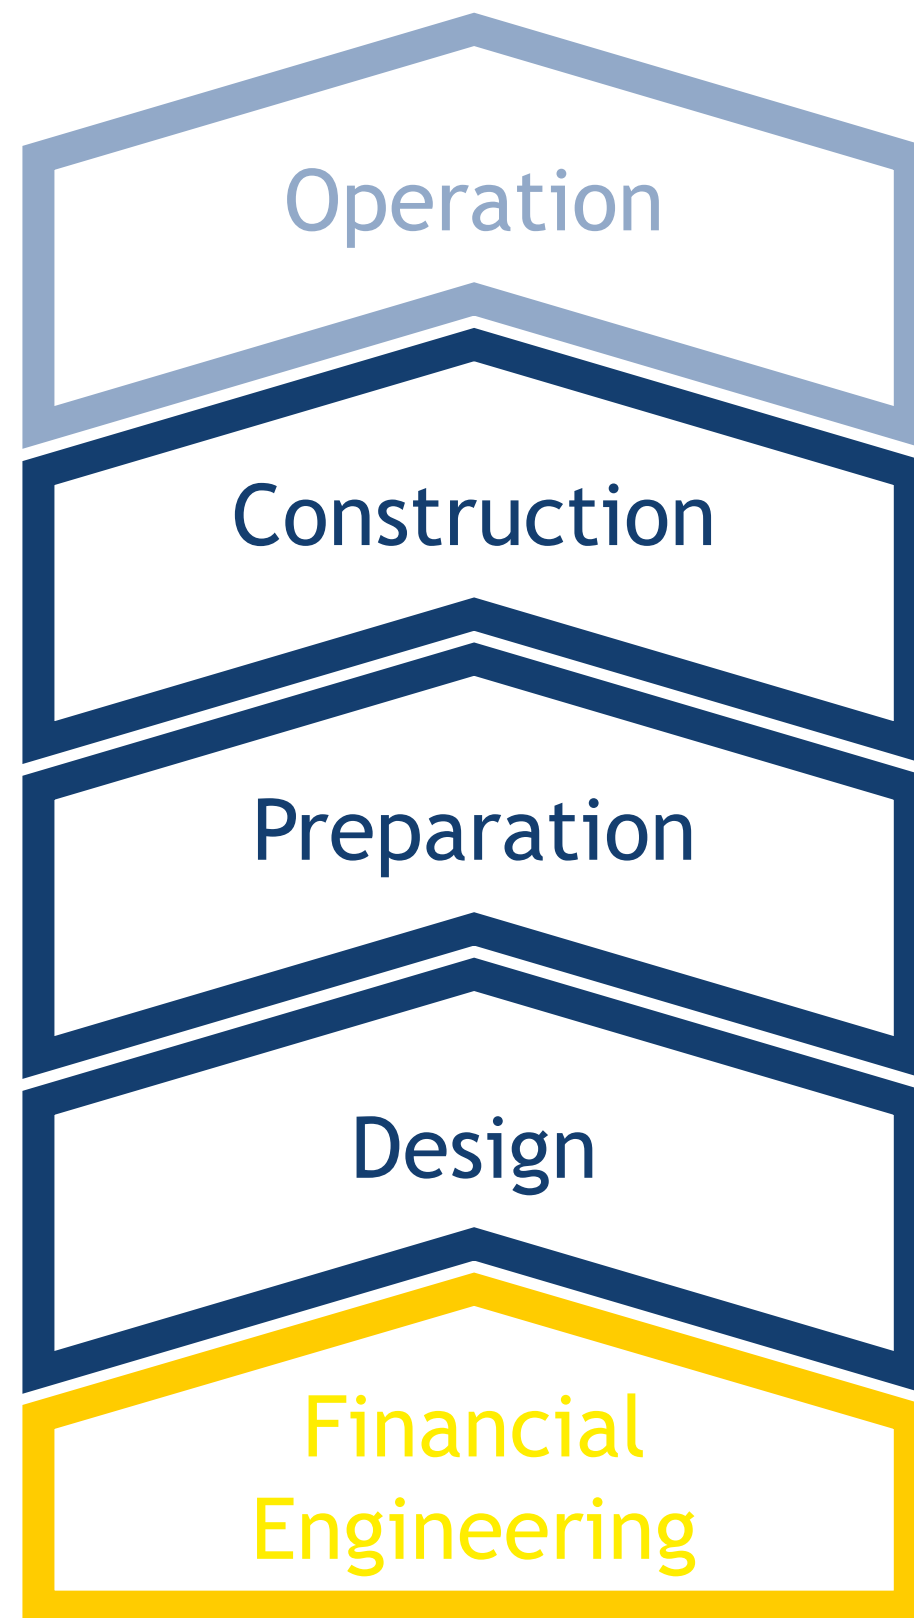 Operation
Construction
Preparation
Design
Financial
Engineering